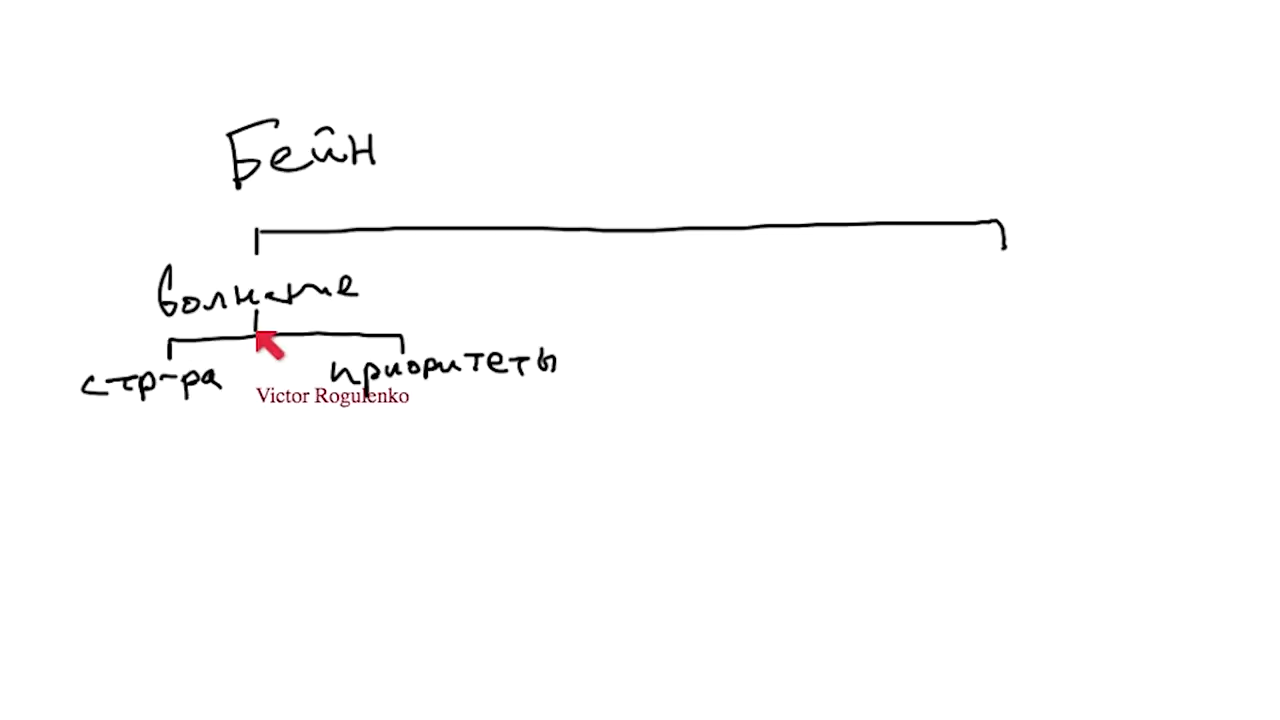 Бейн
волнение
стр-ра приоритеты
Victor Rogulenko